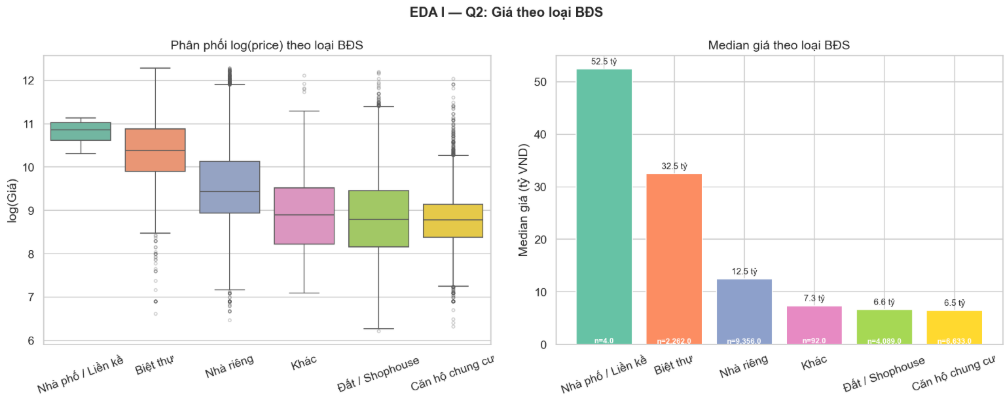 EDA I — Q2: Giá theo loại BĐS
Phân phối log(price) theo loại BĐS
log(Giá)
12
11
10
9
8
7
6
Nhà phố / Liền kề
Biệt thự
Nhà riêng
Khác
Đất / Shophouse
Căn hộ chung cư
Median giá theo loại BĐS
Median giá (tỷ VND)
50
40
30
20
10
0
52.5 tỷ
32.5 tỷ
12.5 tỷ
7.3 tỷ
6.6 tỷ
6.5 tỷ
n=4.0
n=2,262.0
n=9,356.0
n=92.0
n=4,089.0
Nhà phố / Liền kề
Biệt thự
Nhà riêng
Khác
Đất / Shophouse
Căn hộ chung cư